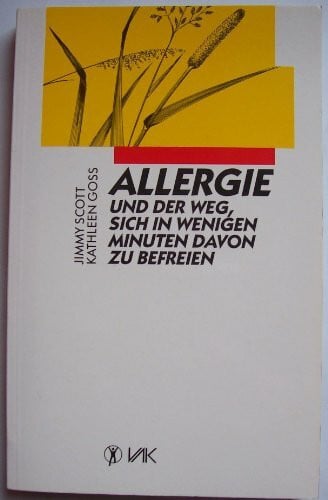 JIMMY SCOTT
KATHLEEN GOSS
ALLERGIE
UND DER WEG,
SICH IN WENIGEN
MINUTEN DAVON
ZU BEFREIEN
VAK